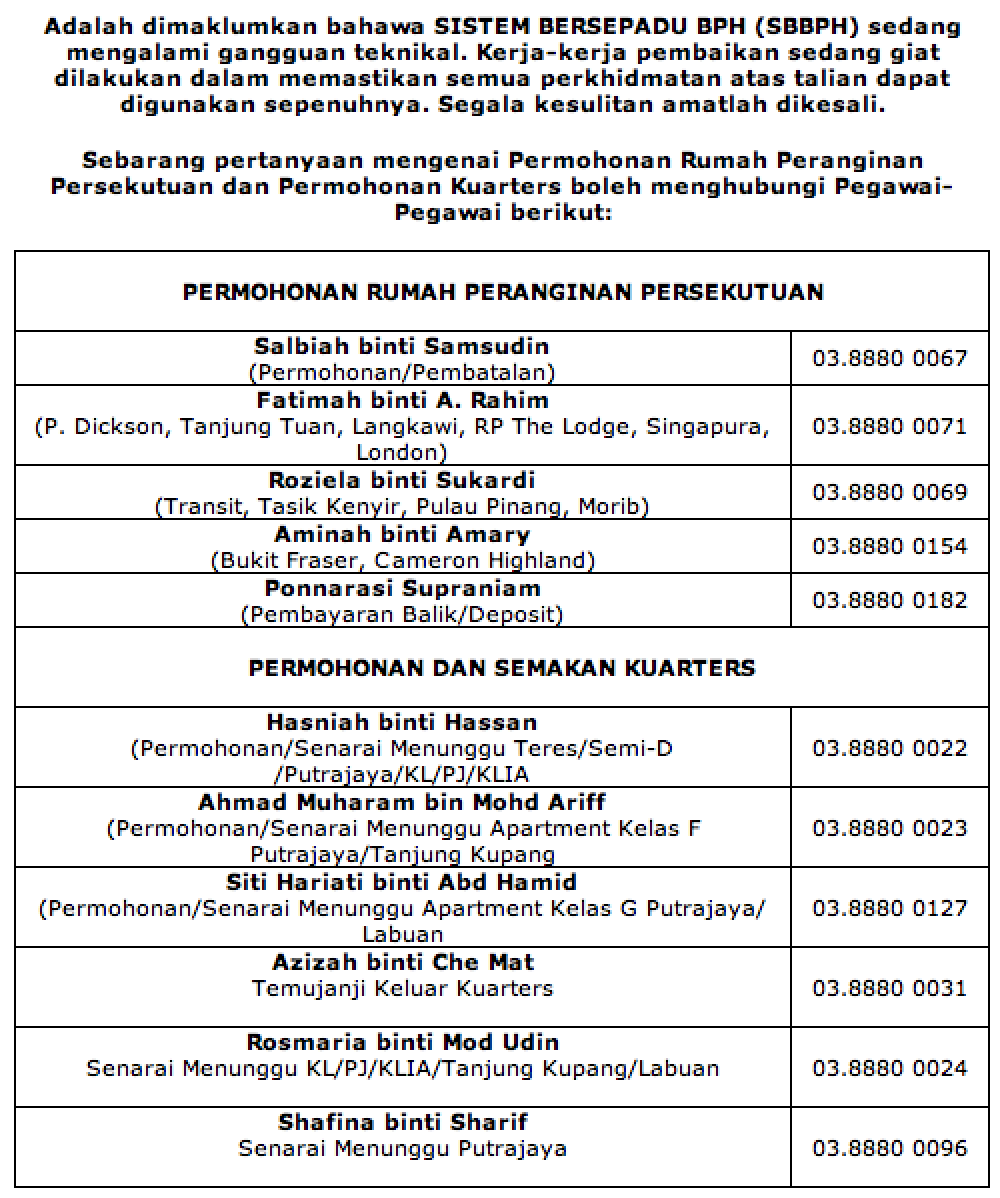 Adalah dimaklumkan bahawa SISTEM BERSEPADU BPH (SBBPH) sedang
mengalami gangguan teknikal. Kerja-kerja pembaikan sedang giat
dilakukan dalam memastikan semua perkhidmatan atas talian dapat
digunakan sepenuhnya. Segala kesulitan amatlah dikesali.
Sebarang pertanyaan mengenai Permohonan Rumah Peranginan
Persekutuan dan Permohonan Kuarters boleh menghubungi Pegawai-
Pegawai berikut:
PERMOHONAN RUMAH PERANGINAN PERSEKUTUAN
Salbiah binti Samsudin
(Permohonan/Pembatalan)
03.8880 0067
Fatimah binti A. Rahim
(P. Dickson, Tanjung Tuan, Langkawi, RP The Lodge, Singapura,
London)
03.8880 0071
Roziela binti Sukardi
(Transit, Tasik Kenyir, Pulau Pinang, Morib)
03.8880 0069
Aminah binti Amary
(Bukit Fraser, Cameron Highland)
03.8880 0154
Ponnarasi Supraniam
(Pembayaran Balik/Deposit)
03.8880 0182
PERMOHONAN DAN SEMAKAN KUARTERS
Hasniah binti Hassan
(Permohonan/Senarai Menunggu Teres/Semi-D
/Putrajaya/KL/PJ/KLIA
03.8880 0022
Ahmad Muharam bin Mohd Ariff
(Permohonan/Senarai Menunggu Apartment Kelas F
Putrajaya/Tanjung Kupang
03.8880 0023
Siti Hariati binti Abd Hamid
(Permohonan/Senarai Menunggu Apartment Kelas G Putrajaya/
Labuan
03.8880 0127
Azizah binti Che Mat
Temujanji Keluar Kuarters
03.8880 0031
Rosmaria binti Mod Udin
Senarai Menunggu KL/PJ/KLIA/Tanjung Kupang/Labuan
03.8880 0024
Shafina binti Sharif
Senarai Menunggu Putrajaya
03.8880 0096